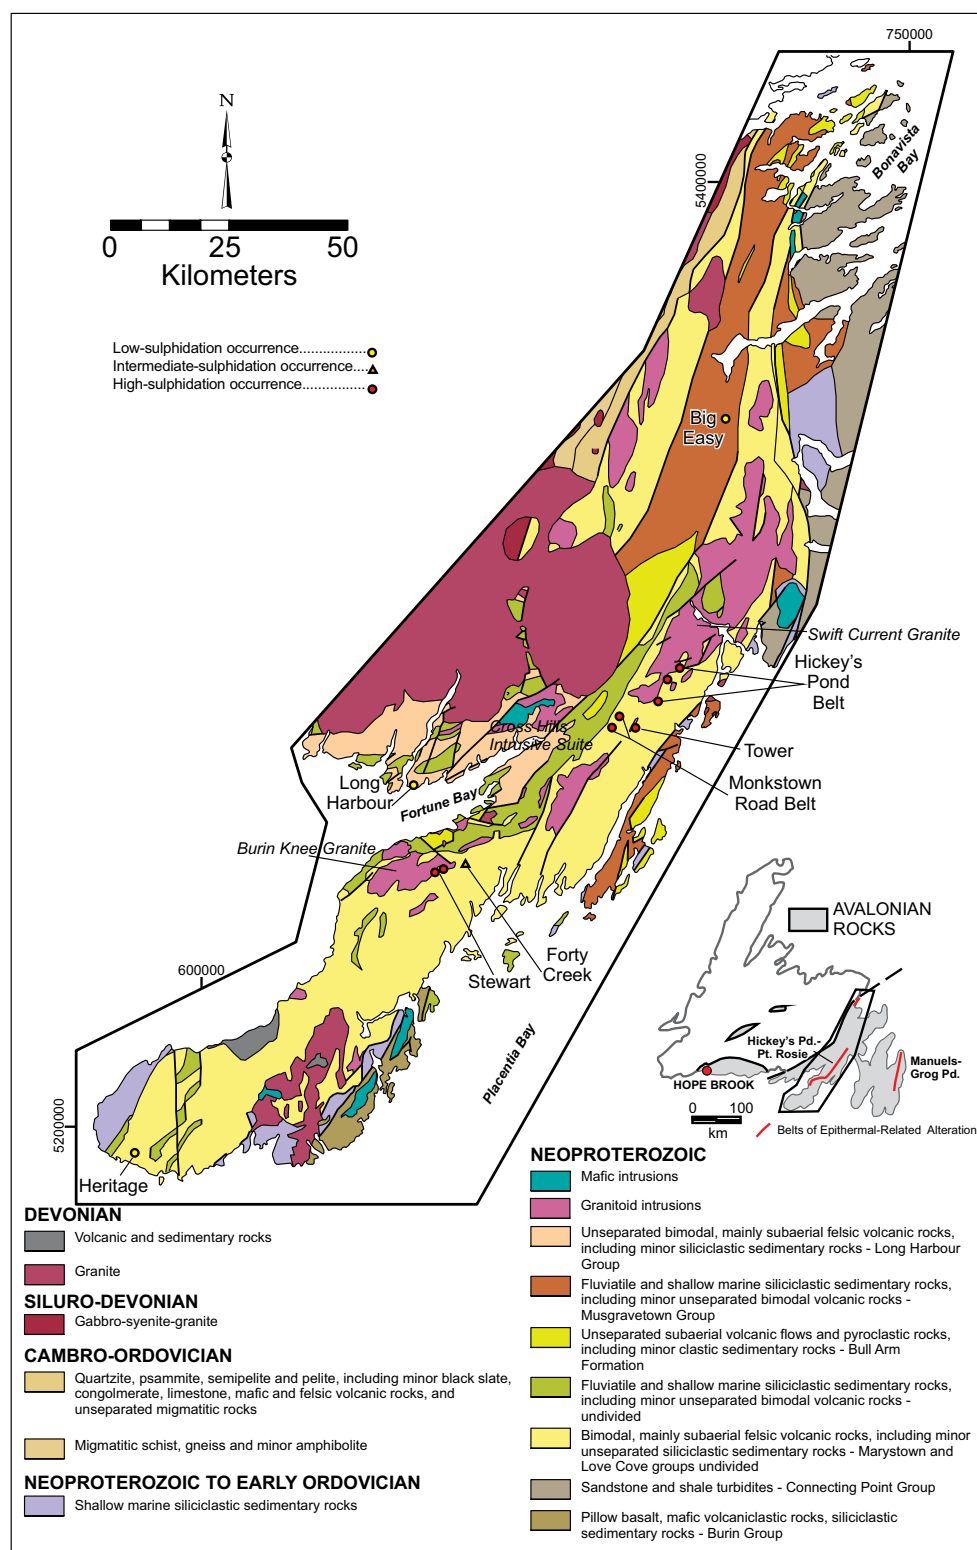 750000
N
Bonavista
Bay
5400000
0 25 50
Kilometers
Low-sulphidation occurrence.................
Intermediate-sulphidation occurrence....
High-sulphidation occurrence................
Big
Easy
Swift Current Granite
Hickey's
Pond
Belt
Cross Hills
Intrusive Suite
Tower
Long
Harbour
Monkstown
Road Belt
Fortune Bay
Burin Knee Granite
AVALONIAN
ROCKS
Forty
Creek
Stewart
600000
Placentia Bay
Hickey's Pd.-
Pt. Rosie
Manuels-
Grog Pd.
HOPE BROOK
0 100
km
Belts of Epithermal-Related Alteration
5200000
Heritage
DEVONIAN
Volcanic and sedimentary rocks
Granite
SILURO-DEVONIAN
Gabbro-syenite-granite
CAMBRO-ORDOVICIAN
Quartzite, psammite, semipelite and pelite, including minor black slate,
congolmerate, limestone, mafic and felsic volcanic rocks, and
unseparated migmatitic rocks
Migmatitic schist, gneiss and minor amphibolite
NEOPROTEROZOIC TO EARLY ORDOVICIAN
Shallow marine siliciclastic sedimentary rocks
NEOPROTEROZOIC
Mafic intrusions
Granitoid intrusions
Unseparated bimodal, mainly subaerial felsic volcanic rocks,
including minor siliciclastic sedimentary rocks - Long Harbour
Group
Fluviatile and shallow marine siliciclastic sedimentary rocks,
including minor unseparated bimodal volcanic rocks -
Musgravetown Group
Unseparated subaerial volcanic flows and pyroclastic rocks,
including minor clastic sedimentary rocks - Bull Arm
Formation
Fluviatile and shallow marine siliciclastic sedimentary rocks,
including minor unseparated bimodal volcanic rocks -
undivided
Bimodal, mainly subaerial felsic volcanic rocks, including minor
unseparated siliciclastic sedimentary rocks - Marystown and
Love Cove groups undivided
Sandstone and shale turbidites - Connecting Point Group
Pillow basalt, mafic volcaniclastic rocks, siliciclastic
sedimentary rocks - Burin Group